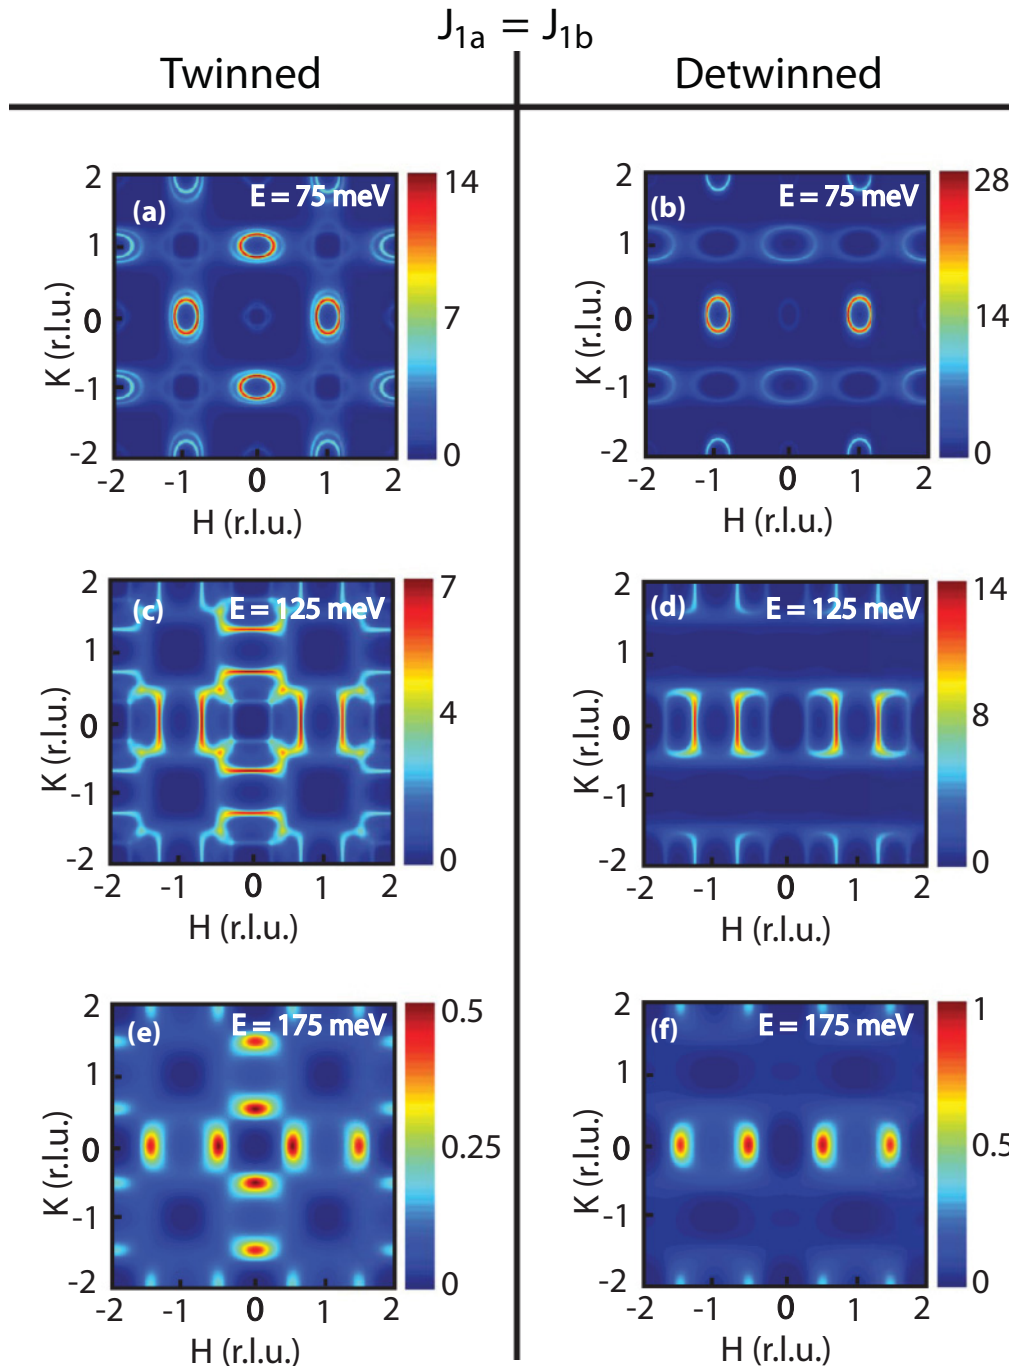 J1a = J1b
Twinned
Detwinned
(a) E = 75 meV
2
1
0
-1
-2
K (r.l.u.)
-2 -1 0 1 2
H (r.l.u.)
14
7
0
(b) E = 75 meV
2
1
0
-1
-2
K (r.l.u.)
-2 -1 0 1 2
H (r.l.u.)
28
14
0
(c) E = 125 meV
2
1
0
-1
-2
K (r.l.u.)
-2 -1 0 1 2
H (r.l.u.)
7
4
0
(d) E = 125 meV
2
1
0
-1
-2
K (r.l.u.)
-2 -1 0 1 2
H (r.l.u.)
14
8
0
(e) E = 175 meV
2
1
0
-1
-2
K (r.l.u.)
-2 -1 0 1 2
H (r.l.u.)
0.5
0.25
0
(f) E = 175 meV
2
1
0
-1
-2
K (r.l.u.)
-2 -1 0 1 2
H (r.l.u.)
1
0.5
0